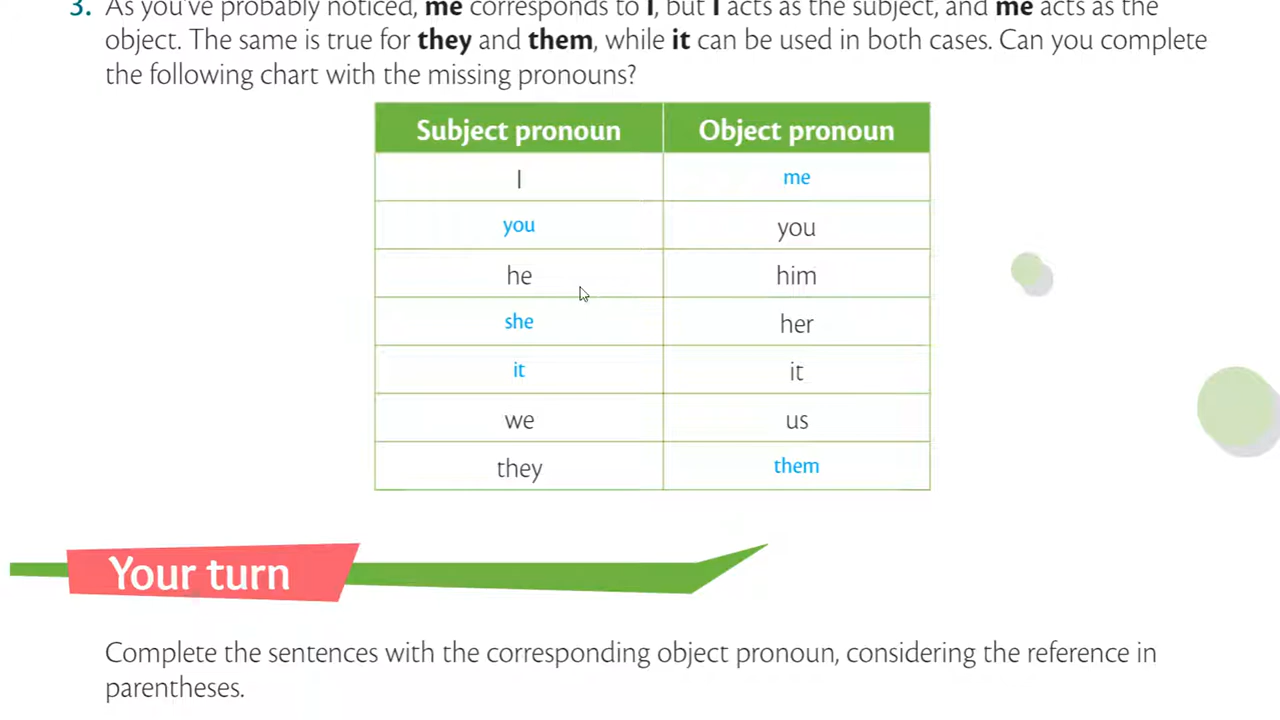 3. As you've probably noticed, me corresponds to I, but I acts as the subject, and me acts as the
object. The same is true for they and them, while it can be used in both cases. Can you complete
the following chart with the missing pronouns?
Subject pronoun Object pronoun
I me
you you
he him
she her
it it
we us
they them
Your turn
Complete the sentences with the corresponding object pronoun, considering the reference in
parentheses.